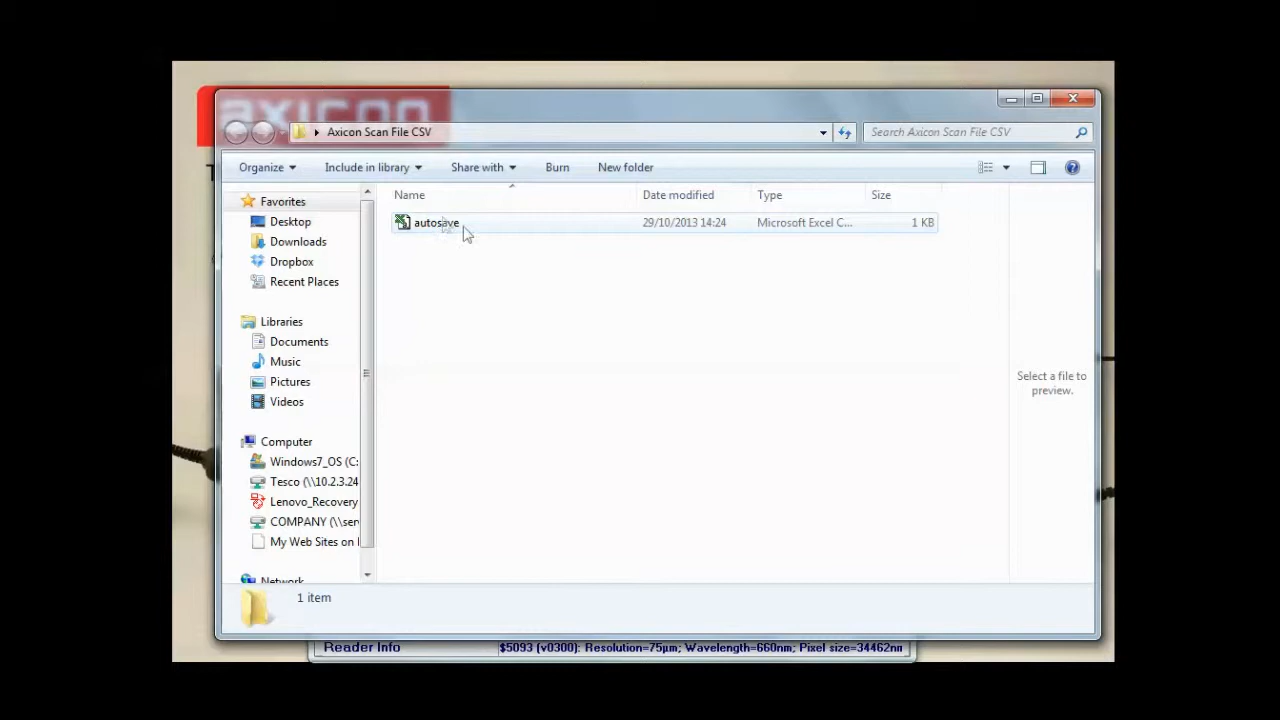 axicon
Axicon Scan File CSV
Search Axicon Scan File CSV
Organize
Include in library
Share with
Burn
New folder
Name
Date modified
Type
Size
autosave
29/10/2013 14:24
Microsoft Excel C...
1 KB
Favorites
Desktop
Downloads
Dropbox
Recent Places
Libraries
Documents
Music
Pictures
Videos
Computer
Windows7_OS (C:
Tesco (\\10.2.3.24
Lenovo_Recovery
COMPANY (\\ser
My Web Sites on
Network
Select a file to
preview.
1 item
Reader Info
$5093 (v0300): Resolution=75µm; Wavelength=660nm; Pixel size=34462nm